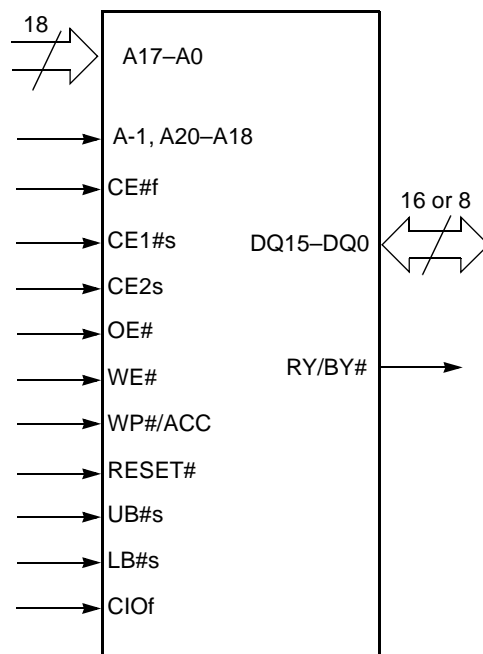 18
A17–A0
A-1, A20–A18
CE#f
16 or 8
CE1#s
DQ15–DQ0
CE2s
OE#
RY/BY#
WE#
WP#/ACC
RESET#
UB#s
LB#s
CIOf